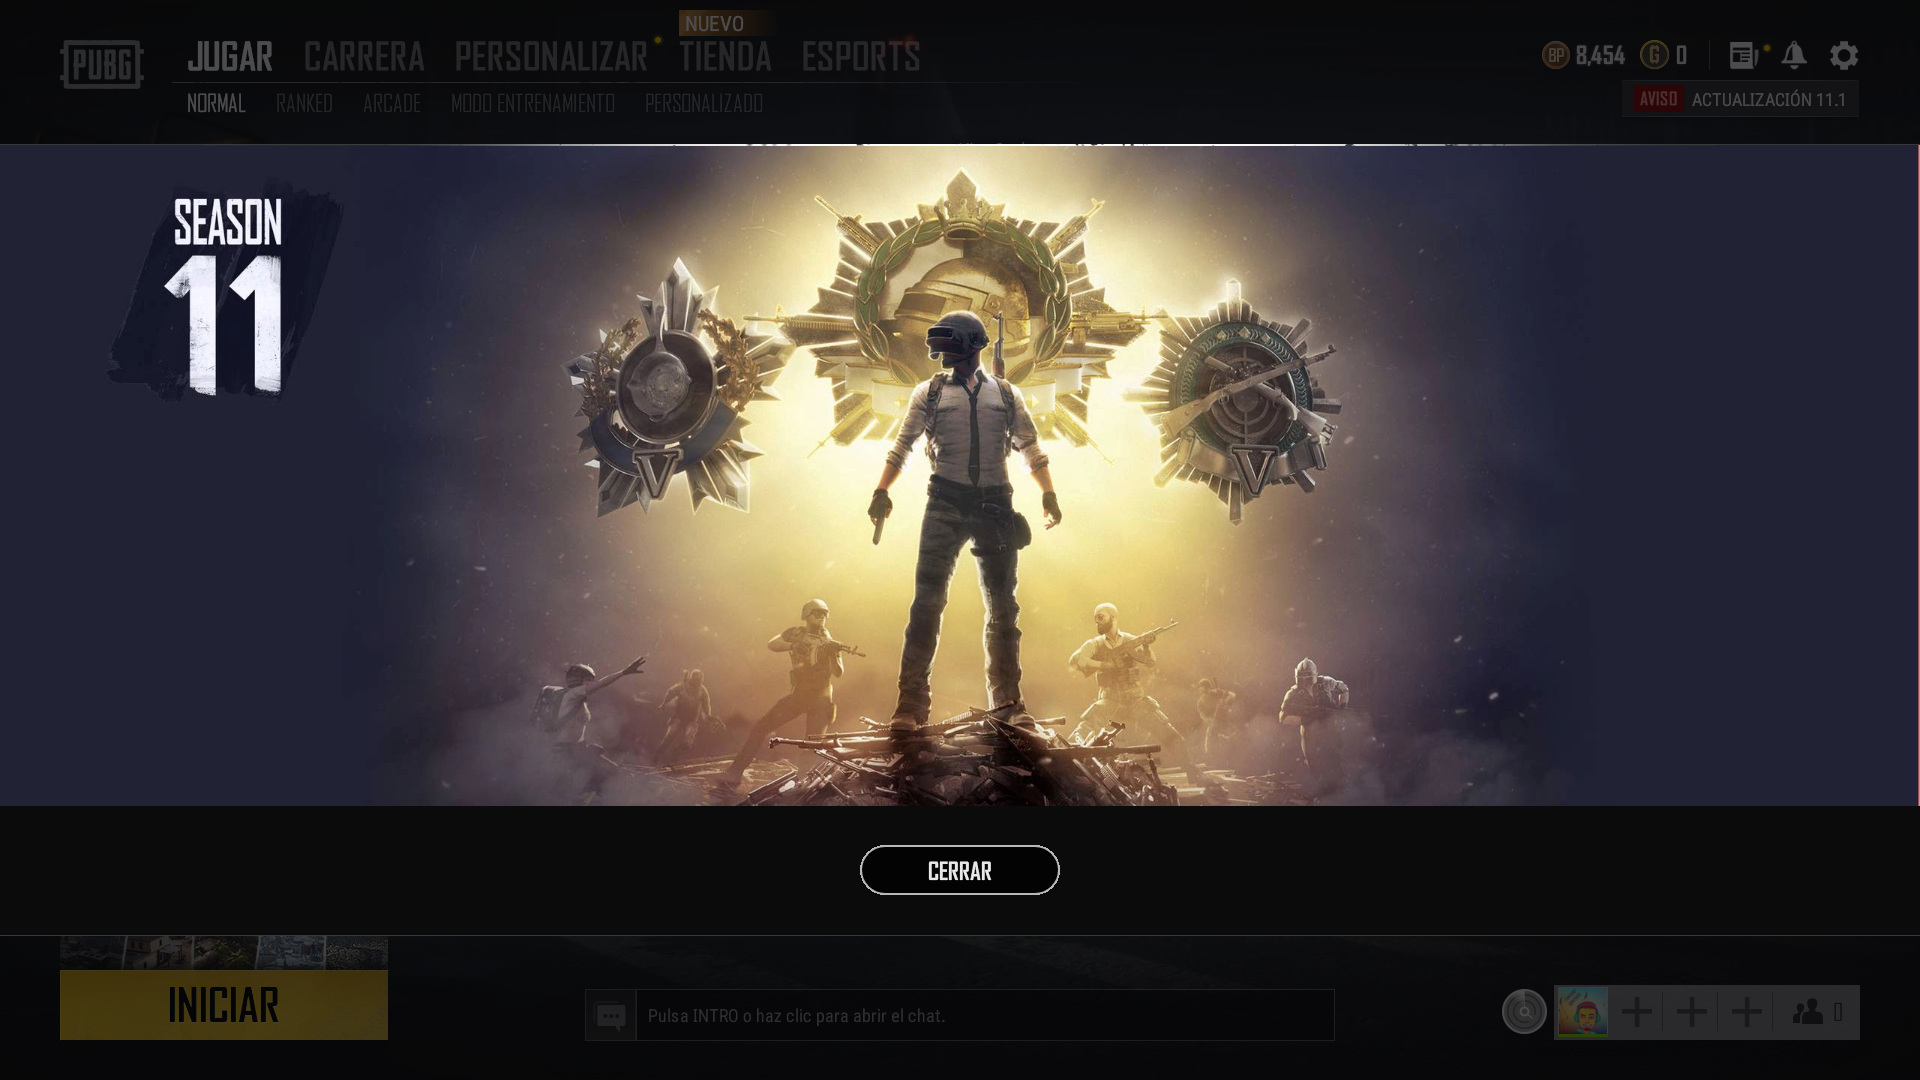 PUBG
NUEVO
JUGAR CARRERA PERSONALIZAR TIENDA ESPORTS
BP 8,454 G 0
NORMAL RANKED ARCADE MODO ENTRENAMIENTO PERSONALIZADO
AVISO ACTUALIZACIÓN 11.1
SEASON
11
V V
CERRAR
INICIAR
Pulsa INTRO o haz clic para abrir el chat.
0